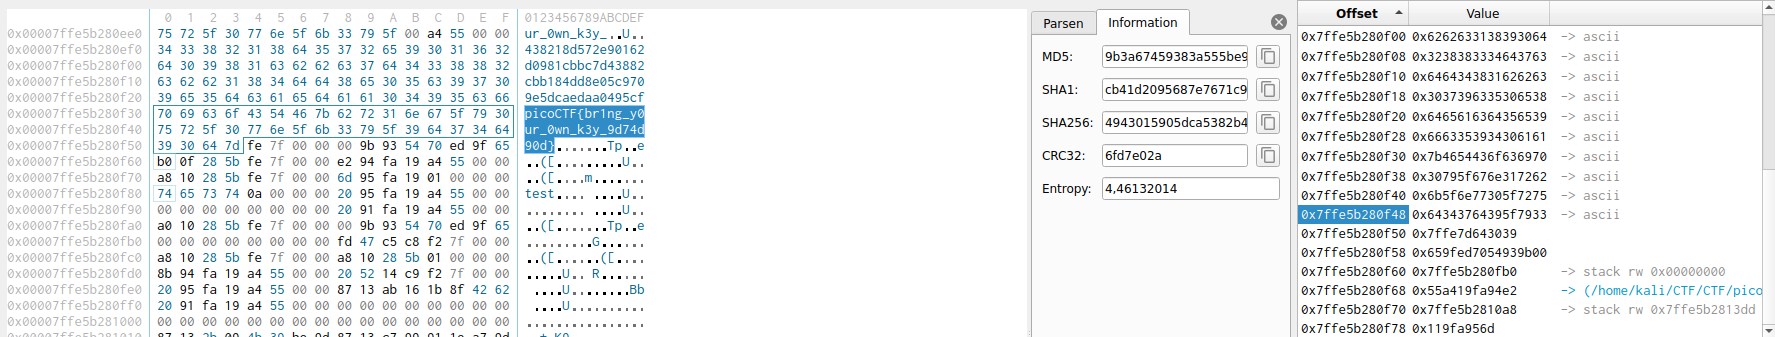 0 1 2 3 4 5 6 7 8 9 A B C D E F 0123456789ABCDEF
0x00007ffe5b280ee0 75 72 5f 30 77 6e 5f 6b 33 79 5f 00 a4 55 00 00 ur_0wn_k3y_..U..
0x00007ffe5b280ef0 34 33 38 32 31 38 64 35 37 32 65 39 30 31 36 32 438218d572e90162
0x00007ffe5b280f00 64 30 39 38 31 63 62 62 63 37 64 34 33 38 38 32 d0981cbbc7d43882
0x00007ffe5b280f10 63 62 62 31 38 34 64 64 38 65 30 35 63 39 37 30 cbb184dd8e05c970
0x00007ffe5b280f20 39 65 35 64 63 61 65 64 61 61 30 34 39 35 63 66 9e5dcaedaa0495cf
0x00007ffe5b280f30 70 69 63 6f 43 54 46 7b 62 72 31 6e 67 5f 79 30 picoCTF{br1ng_y0
0x00007ffe5b280f40 75 72 5f 30 77 6e 5f 6b 33 79 5f 39 64 37 34 64 ur_0wn_k3y_9d74d
0x00007ffe5b280f50 39 30 64 7d fe 7f 00 00 00 9b 93 54 70 ed 9f 65 90d}.......Tp..e
0x00007ffe5b280f60 b0 0f 28 5b fe 7f 00 00 e2 94 fa 19 a4 55 00 00 ..([.........U..
0x00007ffe5b280f70 a8 10 28 5b fe 7f 00 00 6d 95 fa 19 01 00 00 00 ..([....m.......
0x00007ffe5b280f80 74 65 73 74 0a 00 00 00 20 95 fa 19 a4 55 00 00 test.... ....U..
0x00007ffe5b280f90 00 00 00 00 00 00 00 00 20 91 fa 19 a4 55 00 00 ........ ....U..
0x00007ffe5b280fa0 a0 10 28 5b fe 7f 00 00 00 9b 93 54 70 ed 9f 65 ..([.......Tp..e
0x00007ffe5b280fb0 00 00 00 00 00 00 00 00 fd 47 c5 c8 f2 7f 00 00 .........G......
0x00007ffe5b280fc0 a8 10 28 5b fe 7f 00 00 a8 10 28 5b 01 00 00 00 ..([......([....
0x00007ffe5b280fd0 8b 94 fa 19 a4 55 00 00 20 52 14 c9 f2 7f 00 00 .....U.. R......
0x00007ffe5b280fe0 20 95 fa 19 a4 55 00 00 87 13 ab 16 1b 8f 42 62 ....U........Bb
0x00007ffe5b280ff0 20 91 fa 19 a4 55 00 00 00 00 00 00 00 00 00 00 ....U..........
0x00007ffe5b281000 00 00 00 00 00 00 00 00 00 00 00 00 00 00 00 00 ................
Parsen Information
MD5: 9b3a67459383a555be9
SHA1: cb41d2095687e7671c9
SHA256: 4943015905dca5382b4
CRC32: 6fd7e02a
Entropy: 4,46132014
Offset Value
0x7ffe5b280f00 0x6262633138393064 -> ascii
0x7ffe5b280f08 0x3238383334643763 -> ascii
0x7ffe5b280f10 0x6464343831626263 -> ascii
0x7ffe5b280f18 0x3037396335306538 -> ascii
0x7ffe5b280f20 0x6465616364356539 -> ascii
0x7ffe5b280f28 0x6663353934306161 -> ascii
0x7ffe5b280f30 0x7b4654436f636970 -> ascii
0x7ffe5b280f38 0x30795f676e317262 -> ascii
0x7ffe5b280f40 0x6b5f6e77305f7275 -> ascii
0x7ffe5b280f48 0x64343764395f7933 -> ascii
0x7ffe5b280f50 0x7ffe7d643039
0x7ffe5b280f58 0x659fed7054939b00
0x7ffe5b280f60 0x7ffe5b280fb0 -> stack rw 0x00000000
0x7ffe5b280f68 0x55a419fa94e2 -> (/home/kali/CTF/CTF/pico
0x7ffe5b280f70 0x7ffe5b2810a8 -> stack rw 0x7ffe5b2813dd
0x7ffe5b280f78 0x119fa956d